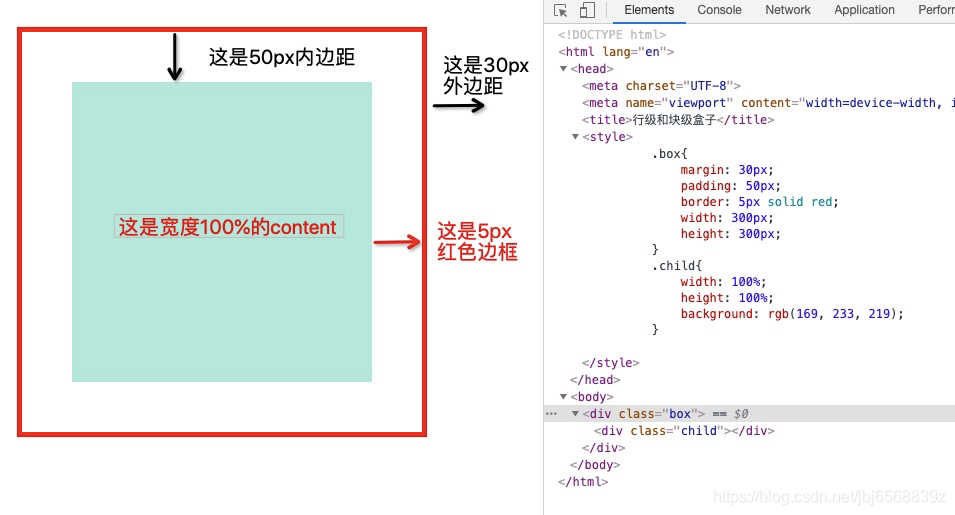 这是50px内边距
这是30px
外边距
这是宽度100%的content
这是5px
红色边框
Elements Console Network Application Perforr
<!DOCTYPE html>
<html lang="en">
<head>
<meta charset="UTF-8">
<meta name="viewport" content="width=device-width, i
<title>行级和块级盒子</title>
<style>
.box{
margin: 30px;
padding: 50px;
border: 5px solid red;
width: 300px;
height: 300px;
}
.child{
width: 100%;
height: 100%;
background: rgb(169, 233, 219);
}
</style>
</head>
<body>
<div class="box"> == $0
<div class="child"></div>
</div>
</body>
</html>
https://blog.csdn.net/jbj6568839z